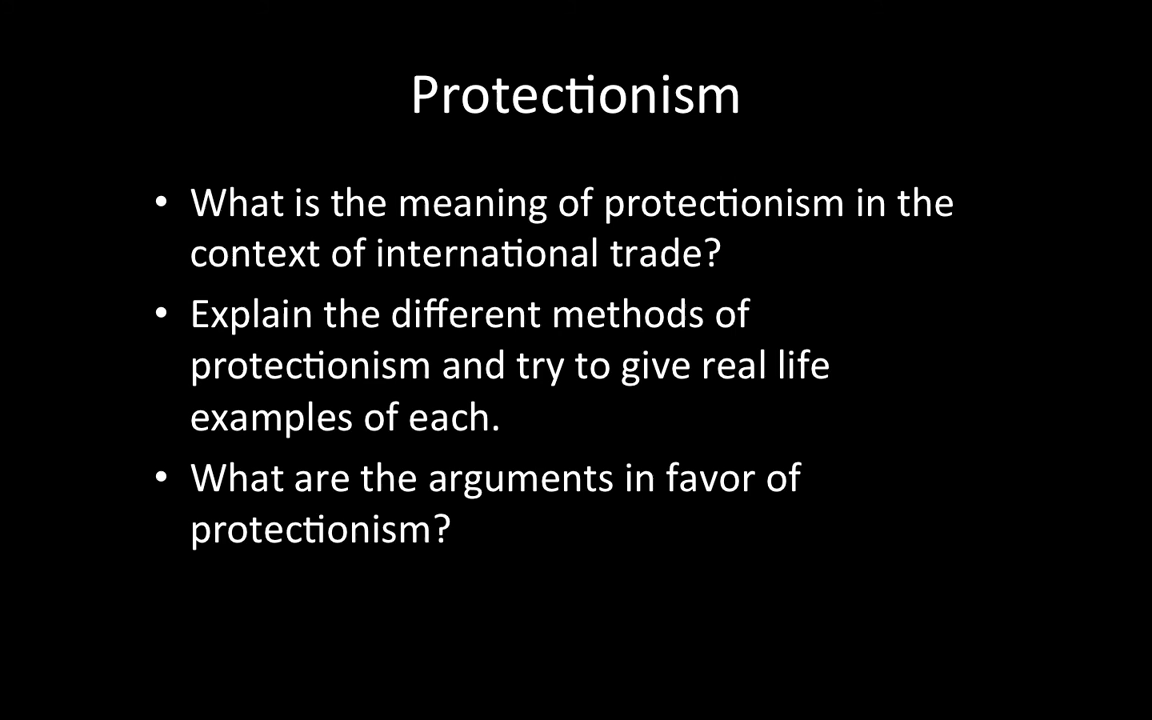 Protectionism
• What is the meaning of protectionism in the
context of international trade?
• Explain the different methods of
protectionism and try to give real life
examples of each.
• What are the arguments in favor of
protectionism?